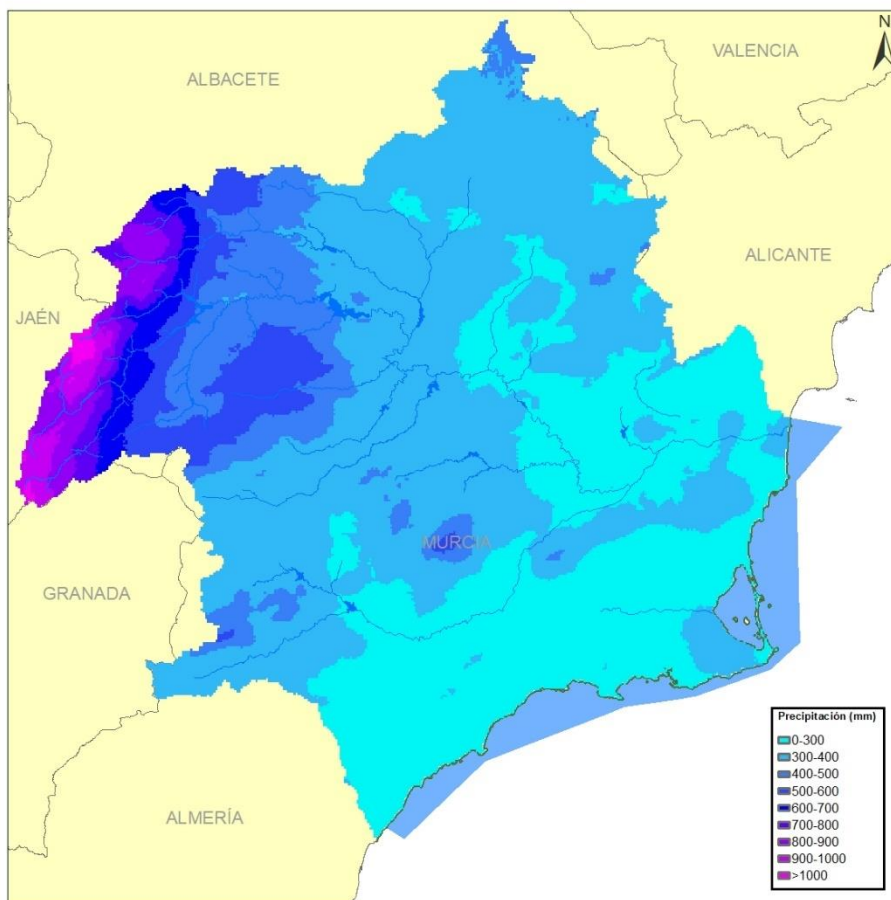 N
VALENCIA
ALBACETE
ALICANTE
JAÉN
MURCIA
GRANADA
ALMERÍA
Precipitación (mm)
0-300
300-400
400-500
500-600
600-700
700-800
800-900
900-1000
>1000